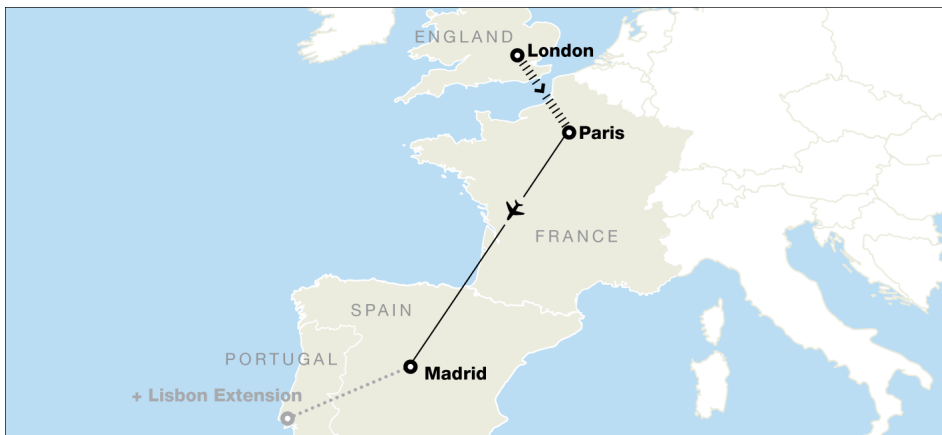 ENGLAND
London
Paris
FRANCE
SPAIN
PORTUGAL
Madrid
+ Lisbon Extension